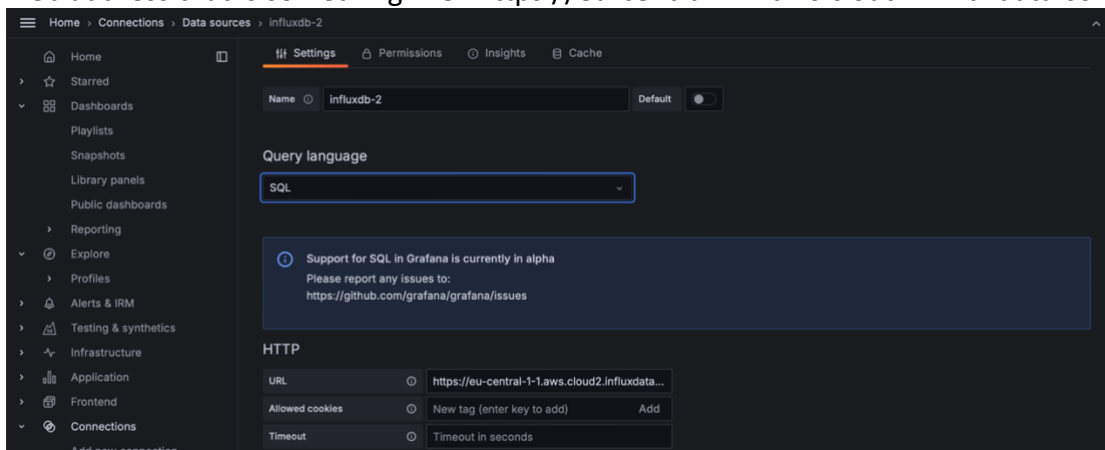 Home › Connections › Data sources › influxdb-2
Home
Starred
Dashboards
Playlists
Snapshots
Library panels
Public dashboards
Reporting
Explore
Profiles
Alerts & IRM
Testing & synthetics
Infrastructure
Application
Frontend
Connections
Add new connection
Settings
Permissions
Insights
Cache
Name
influxdb-2
Default
Query language
SQL
Support for SQL in Grafana is currently in alpha
Please report any issues to:
https://github.com/grafana/grafana/issues
HTTP
URL
https://eu-central-1-1.aws.cloud2.influxdata...
Allowed cookies
New tag (enter key to add)
Add
Timeout
Timeout in seconds